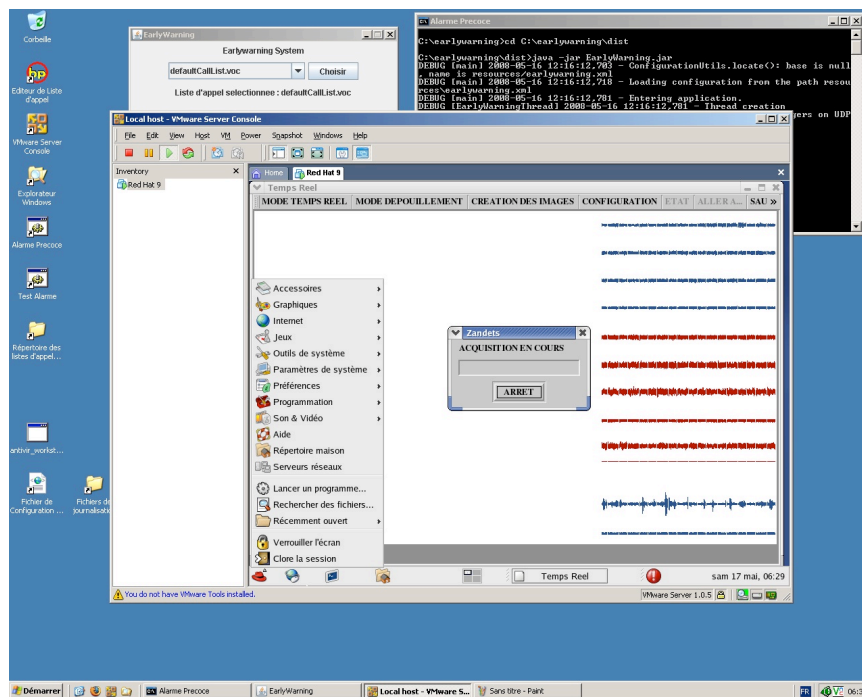 Corbeille
Editeur de Liste
d'appel
VMware Server
Console
Explorateur
Windows
Alarme Precoce
Test Alarme
Répertoire des
listes d'appel...
antivir_workst...
Fichier de
Configuration ...
Fichiers de
journalisati
EarlyWarning
Earlywarning System
defaultCallList.voc
Choisir
Liste d'appel selectionnee : defaultCallList.voc
Alarme Precoce
C:\earlywarning>cd C:\earlywarning\dist
C:\earlywarning\dist>java -jar EarlyWarning.jar
DEBUG [main] 2008-05-16 12:16:12,703 - ConfigurationUtils.locate(): base is null
, name is resources/earlywarning.xml
DEBUG [main] 2008-05-16 12:16:12,718 - Loading configuration from the path resou
rces\earlywarning.xml
DEBUG [main] 2008-05-16 12:16:12,781 - Entering application.
DEBUG [EarlyWarningThread] 2008-05-16 12:16:12,781 - Thread creation
gers on UDP
Local host - VMware Server Console
File Edit View Host VM Power Snapshot Windows Help
Inventory
Red Hat 9
Home
Red Hat 9
Temps Reel
MODE TEMPS REEL MODE DEPOUILLEMENT CREATION DES IMAGES CONFIGURATION ETAT ALLER A... SAU »
Zandets
ACQUISITION EN COURS
ARRET
Accessoires
Graphiques
Internet
Jeux
Outils de système
Paramètres de système
Préférences
Programmation
Son & Vidéo
Aide
Répertoire maison
Serveurs réseaux
Lancer un programme...
Rechercher des fichiers...
Récemment ouvert
Verrouiller l'écran
Clore la session
Temps Reel
sam 17 mai, 06:29
You do not have VMware Tools installed.
VMware Server 1.0.5
Démarrer
Alarme Precoce
EarlyWarning
Local host - VMware S...
Sans titre - Paint
FR